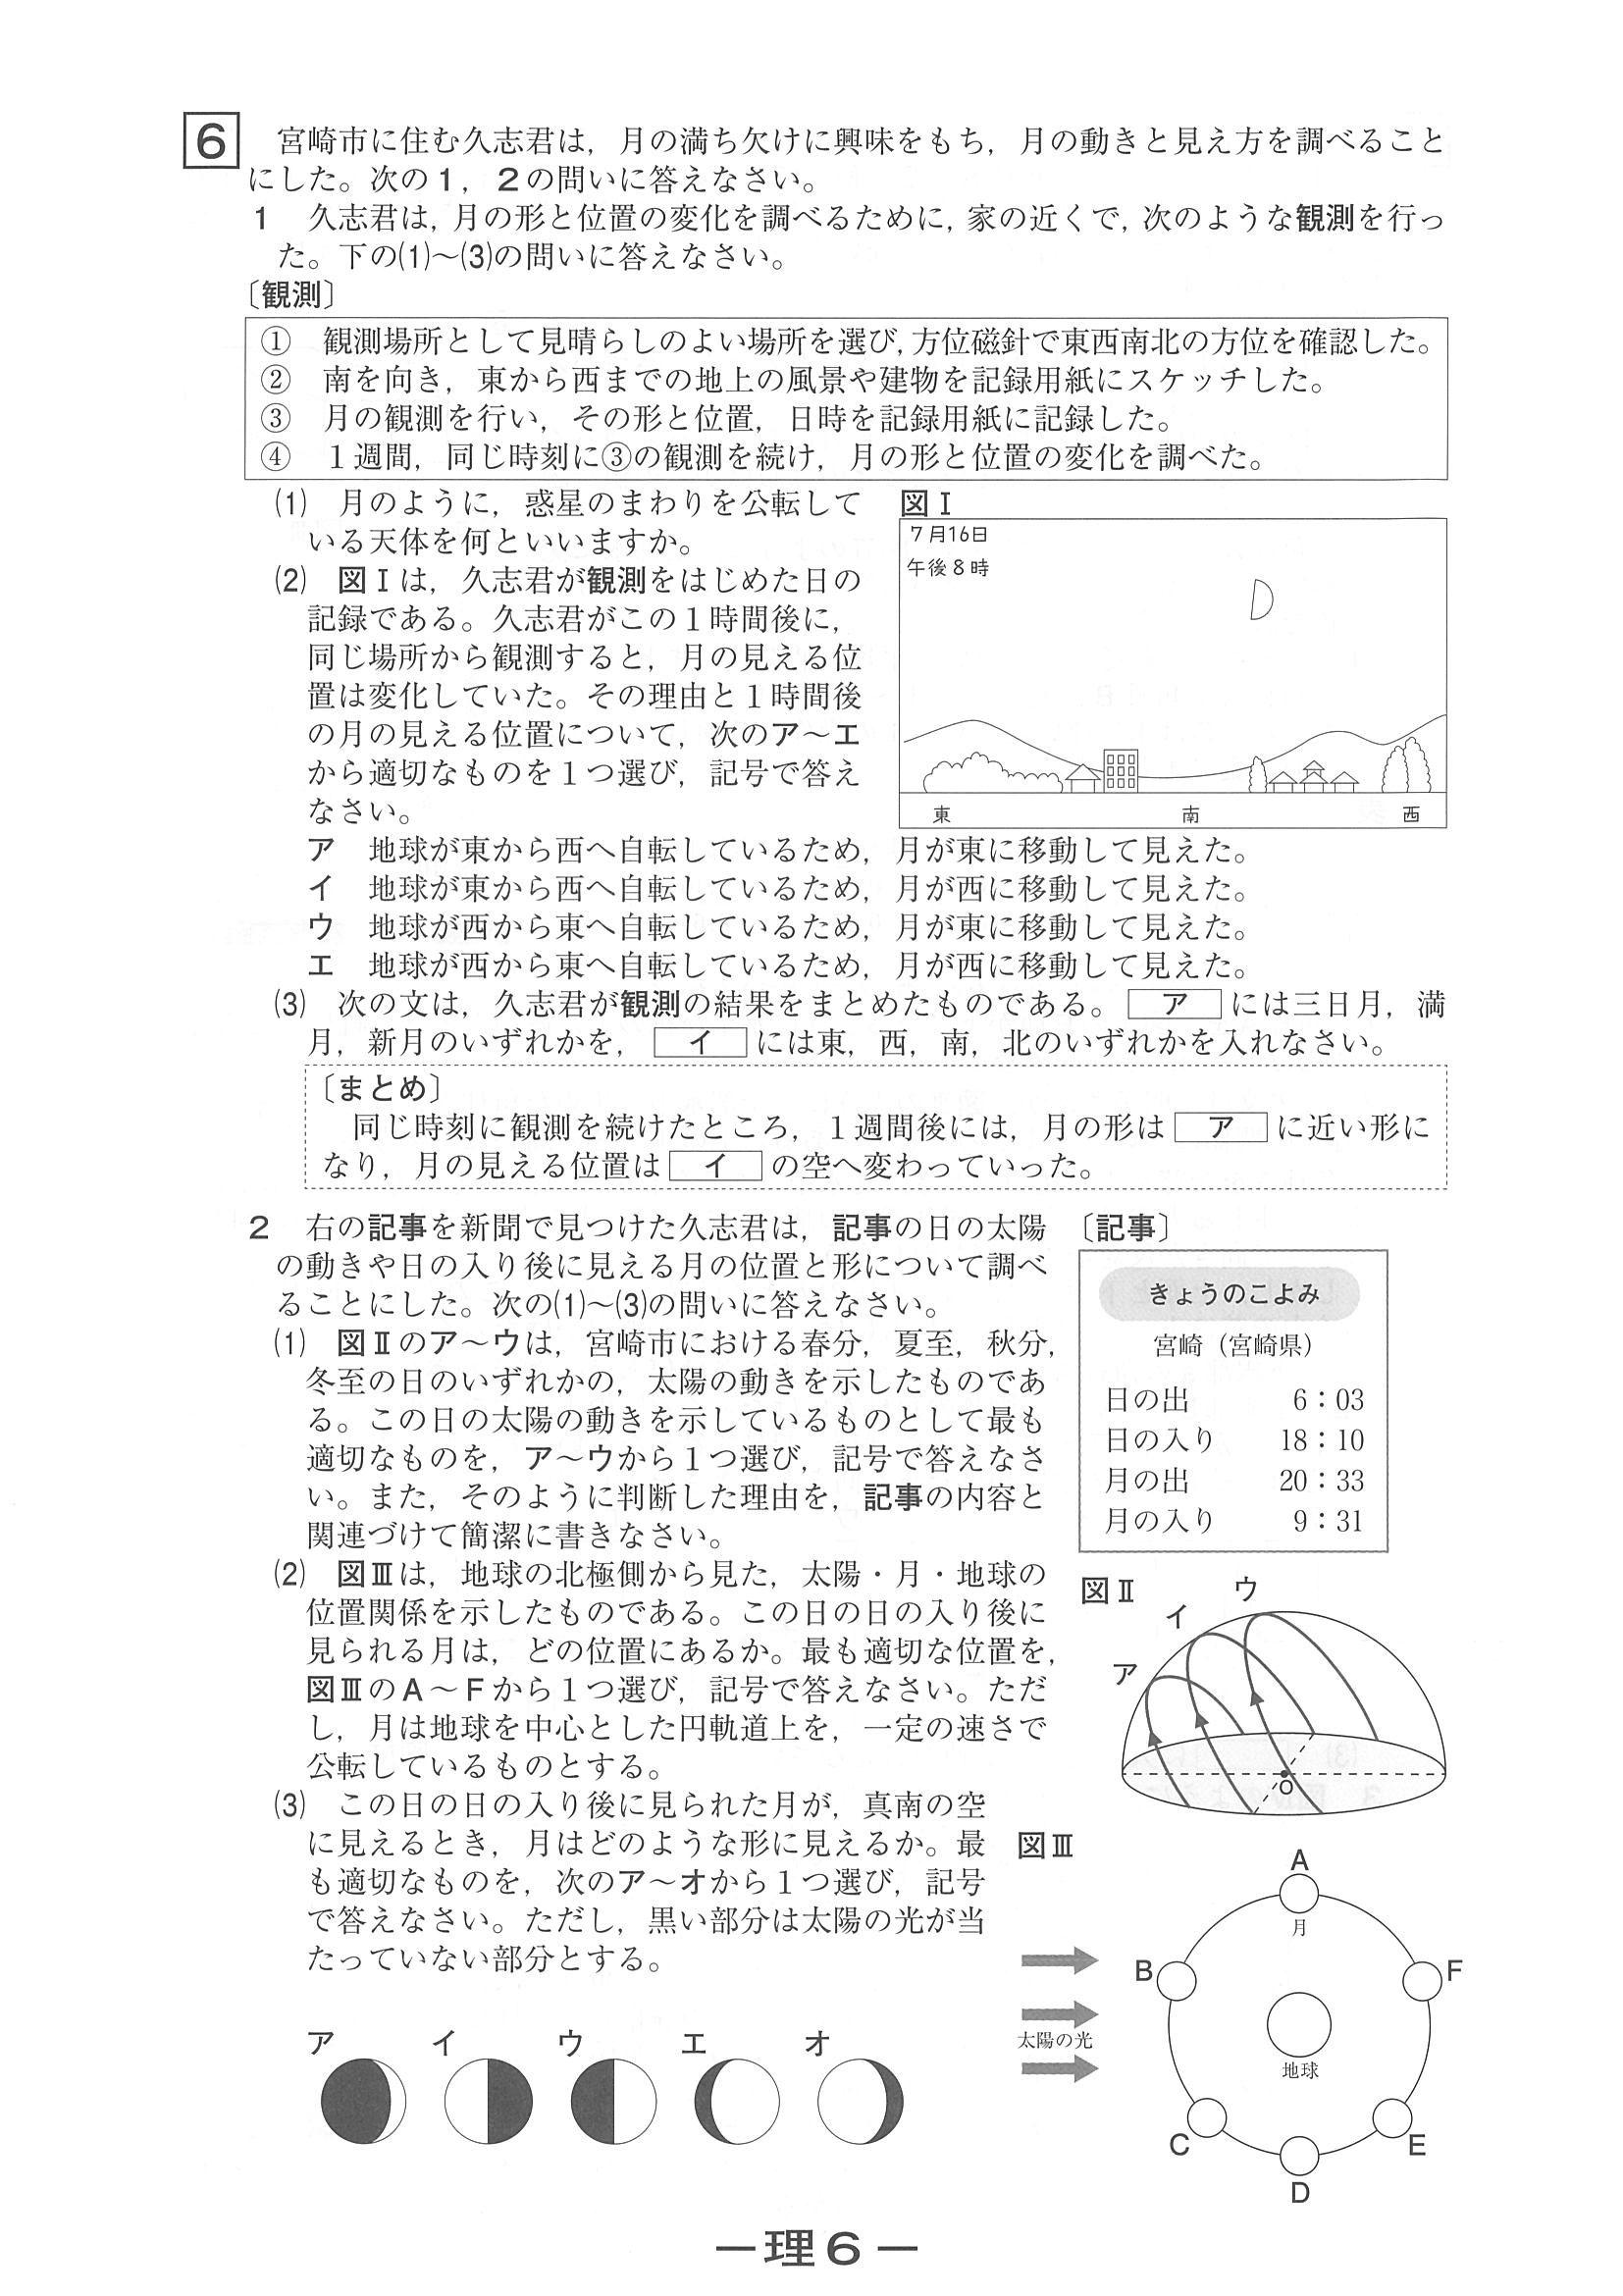 6
宮崎市に住む久志君は，月の満ち欠けに興味をもち，月の動きと見え方を調べること
にした。次の1，2の問いに答えなさい。
1　久志君は，月の形と位置の変化を調べるために，家の近くで，次のような観測を行っ
た。下の⑴～⑶の問いに答えなさい。
〔観測〕
①　観測場所として見晴らしのよい場所を選び，方位磁針で東西南北の方位を確認した。
②　南を向き，東から西までの地上の風景や建物を記録用紙にスケッチした。
③　月の観測を行い，その形と位置，日時を記録用紙に記録した。
④　1週間，同じ時刻に③の観測を続け，月の形と位置の変化を調べた。
⑴　月のように，惑星のまわりを公転して
いる天体を何といいますか。
⑵　図Ⅰは，久志君が観測をはじめた日の
記録である。久志君がこの1時間後に，
同じ場所から観測すると，月の見える位
置は変化していた。その理由と1時間後
の月の見える位置について，次のア～エ
から適切なものを1つ選び，記号で答え
なさい。
図Ⅰ
7月16日
午後8時
東　南　西
ア　地球が東から西へ自転しているため，月が東に移動して見えた。
イ　地球が東から西へ自転しているため，月が西に移動して見えた。
ウ　地球が西から東へ自転しているため，月が東に移動して見えた。
エ　地球が西から東へ自転しているため，月が西に移動して見えた。
⑶　次の文は，久志君が観測の結果をまとめたものである。 ア には三日月，満
月，新月のいずれかを， イ には東，西，南，北のいずれかを入れなさい。
〔まとめ〕
同じ時刻に観測を続けたところ，1週間後には，月の形は ア に近い形に
なり，月の見える位置は イ の空へ変わっていった。
2　右の記事を新聞で見つけた久志君は，記事の日の太陽
の動きや日の入り後に見える月の位置と形について調べ
ることにした。次の⑴～⑶の問いに答えなさい。
⑴　図Ⅱのア～ウは，宮崎市における春分，夏至，秋分，
冬至の日のいずれかの，太陽の動きを示したものであ
る。この日の太陽の動きを示しているものとして最も
適切なものを，ア～ウから1つ選び，記号で答えなさ
い。また，そのように判断した理由を，記事の内容と
関連づけて簡潔に書きなさい。
⑵　図Ⅲは，地球の北極側から見た，太陽・月・地球の
位置関係を示したものである。この日の日の入り後に
見られる月は，どの位置にあるか。最も適切な位置を，
図ⅢのA～Fから1つ選び，記号で答えなさい。ただ
し，月は地球を中心とした円軌道上を，一定の速さで
公転しているものとする。
⑶　この日の日の入り後に見られた月が，真南の空
に見えるとき，月はどのような形に見えるか。最
も適切なものを，次のア～オから1つ選び，記号
で答えなさい。ただし，黒い部分は太陽の光が当
たっていない部分とする。
ア　イ　ウ　エ　オ
〔記事〕
きょうのこよみ
宮崎（宮崎県）
日の出　6：03
日の入り　18：10
月の出　20：33
月の入り　9：31
図Ⅱ
ア　イ　ウ
O
図Ⅲ
A
月
B
F
太陽の光
地球
C
E
D
―理6―